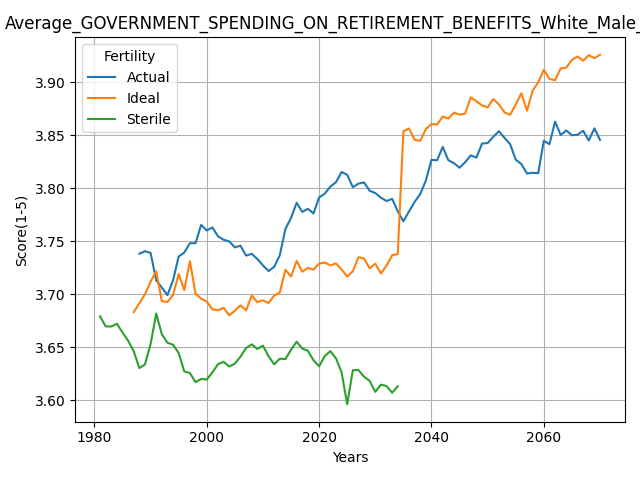 Average_GOVERNMENT_SPENDING_ON_RETIREMENT_BENEFITS_White_Male_
Fertility
Actual
Ideal
Sterile
3.90
3.85
3.80
3.75
3.70
3.65
3.60
Score(1-5)
1980 2000 2020 2040 2060
Years